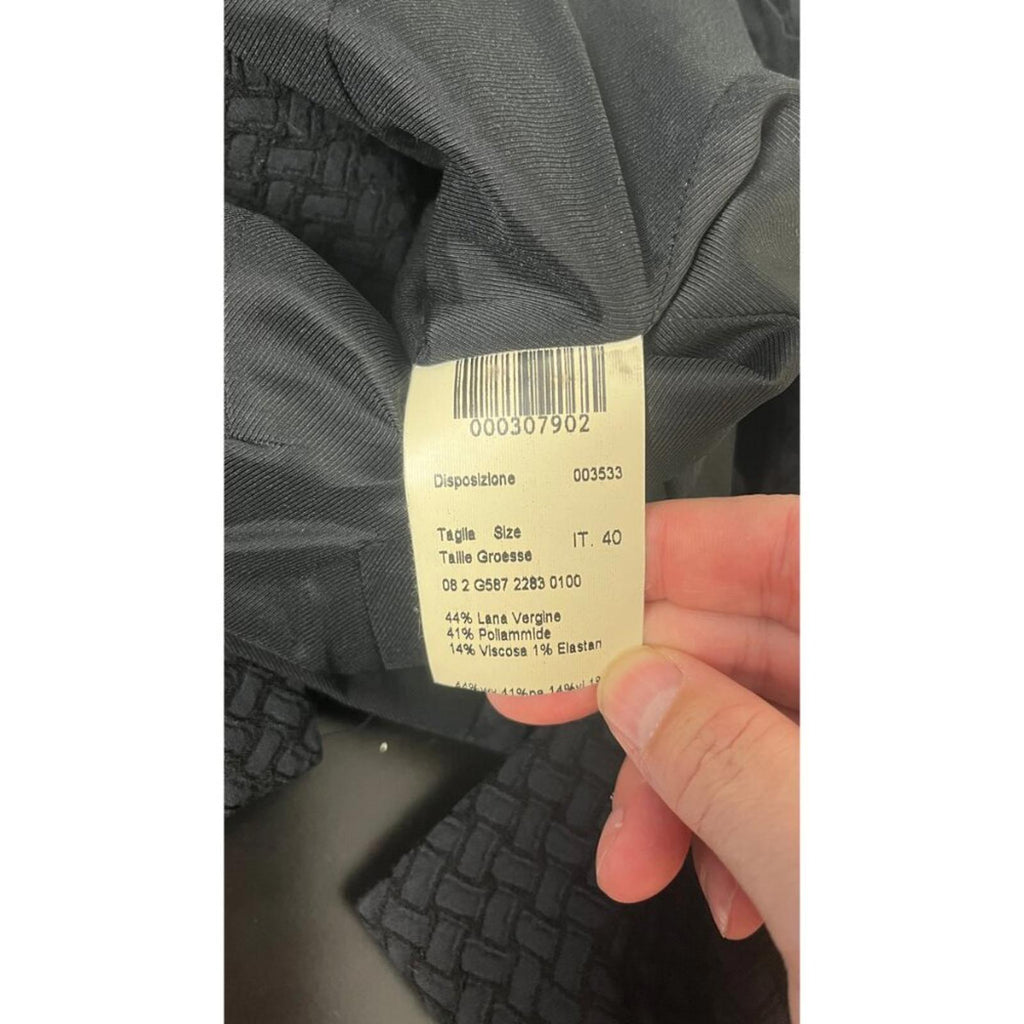 000307902
Disposizione 003533
Taglia Size IT. 40
Taille Groesse
08 2 G587 2283 0100
44% Lana Vergine
41% Poliammide
14% Viscosa 1% Elastan